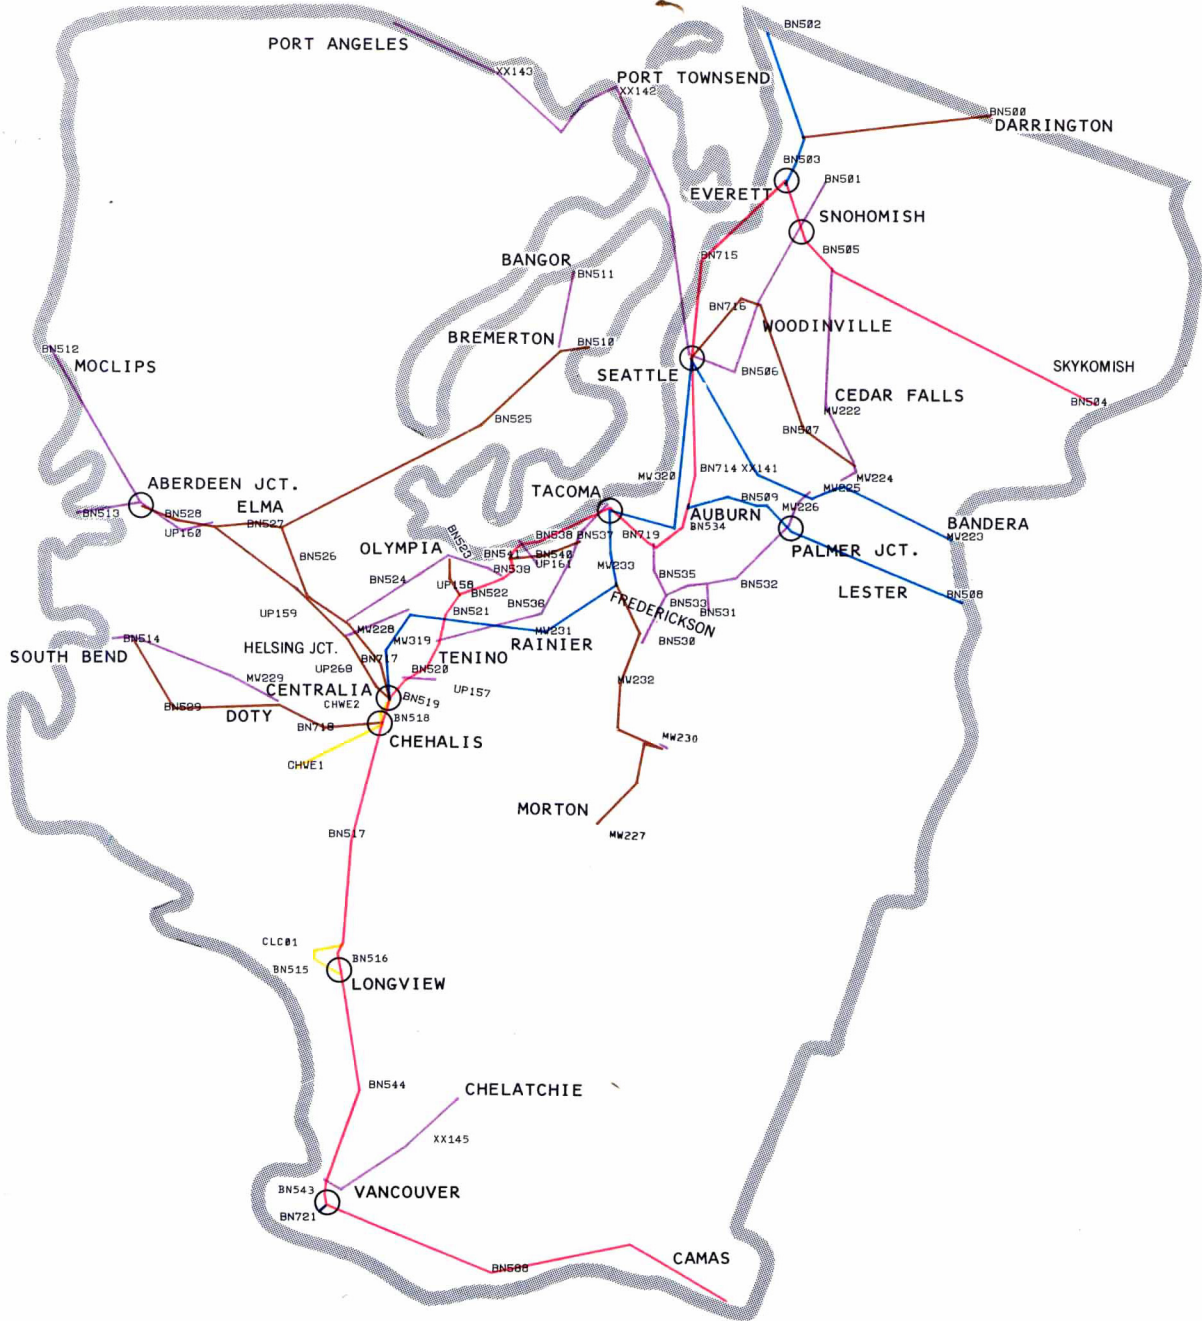 BN502
PORT ANGELES
XX143
PORT TOWNSEND
XX142
BN500
DARRINGTON
BN503
BN501
EVERETT
SNOHOMISH
BN505
BN715
BANGOR
BN511
BN716
WOODINVILLE
BREMERTON
BN510
BN512
MOCLIPS
SEATTLE
BN506
SKYKOMISH
CEDAR FALLS
BN504
MW222
BN525
BN507
MW320
BN714
XX141
MW224
ABERDEEN JCT.
TACOMA
MW225
ELMA
BN513
BN528
BN509
MW226
AUBURN
BN534
BANDERA
BN527
UP160
BN538
BN537
BN719
MW223
OLYMPIA
BN523
BN541
BN540
PALMER JCT.
BN526
BN539
UP161
MW233
BN524
UP158
BN535
BN532
LESTER
BN522
BN508
UP159
BN521
BN536
FREDERICKSON
BN533
BN531
MW228
MW231
BN514
HELSING JCT.
MW319
RAINIER
BN530
SOUTH BEND
BN717
TENINO
UP268
BN520
MW229
CENTRALIA
UP157
MW232
BN529
CHWE2
BN519
DOTY
BN718
BN518
CHEHALIS
MW230
CHWE1
MORTON
BN517
MW227
CLC01
BN516
BN515
LONGVIEW
BN544
CHELATCHIE
XX145
BN543
VANCOUVER
BN721
CAMAS
BN588